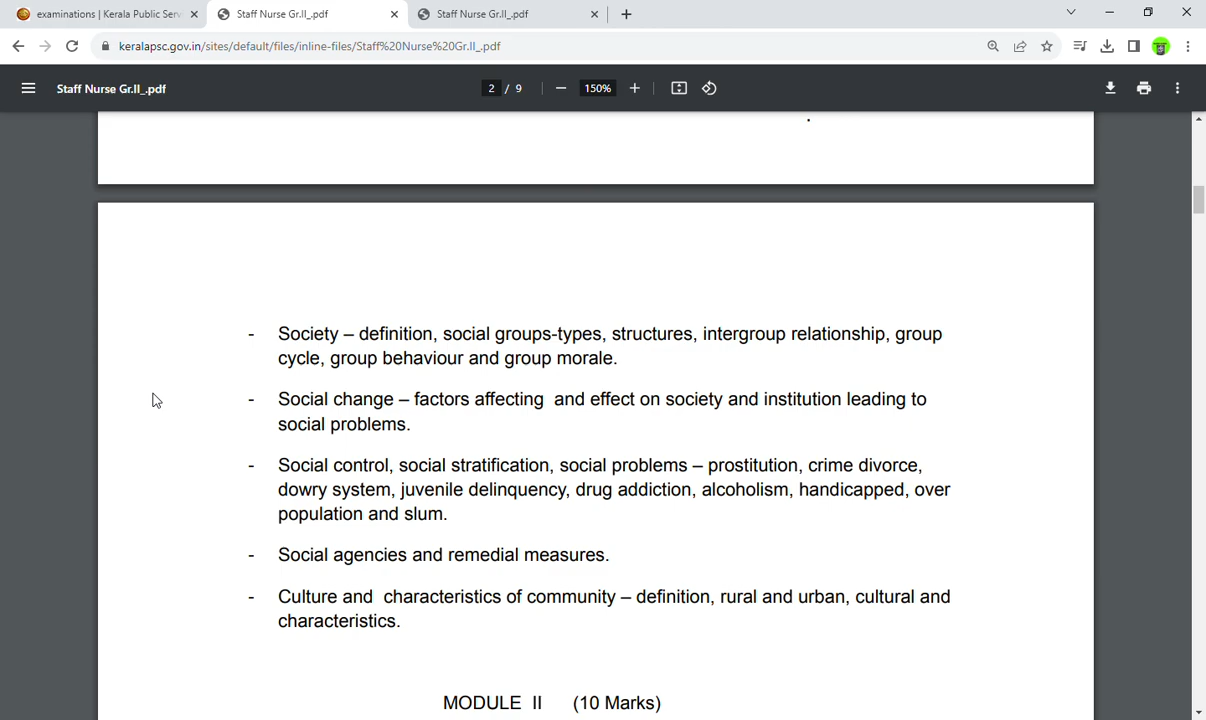 examinations | Kerala Public Serv
Staff Nurse Gr.II_.pdf
Staff Nurse Gr.II_.pdf
keralapsc.gov.in/sites/default/files/inline-files/Staff%20Nurse%20Gr.II_.pdf
Staff Nurse Gr.II_.pdf
2 / 9
150%
- Society – definition, social groups-types, structures, intergroup relationship, group
cycle, group behaviour and group morale.
- Social change – factors affecting  and effect on society and institution leading to
social problems.
- Social control, social stratification, social problems – prostitution, crime divorce,
dowry system, juvenile delinquency, drug addiction, alcoholism, handicapped, over
population and slum.
- Social agencies and remedial measures.
- Culture and  characteristics of community – definition, rural and urban, cultural and
characteristics.
MODULE  II (10 Marks)